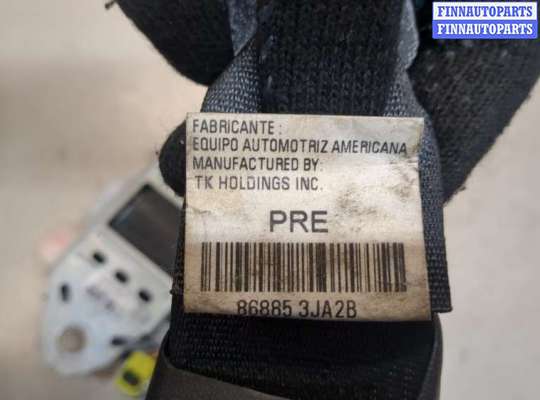 FINNAUTOPARTS
FINNAUTOPARTS
FABRICANTE :
EQUIPO AUTOMOTRIZ AMERICANA
MANUFACTURED BY:
TK HOLDINGS INC.
PRE
86885 3JA2B